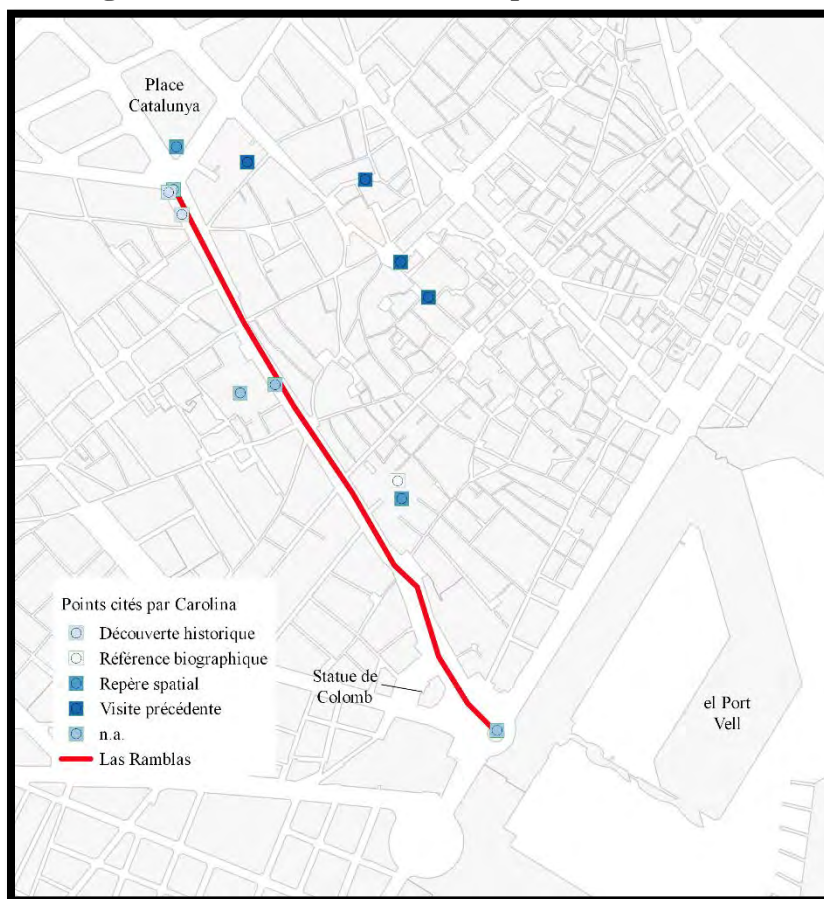 Place
Catalunya
Points cités par Carolina
Découverte historique
Référence biographique
Repère spatial
Visite précédente
n.a.
Las Ramblas
Statue de
Colomb
el Port
Vell